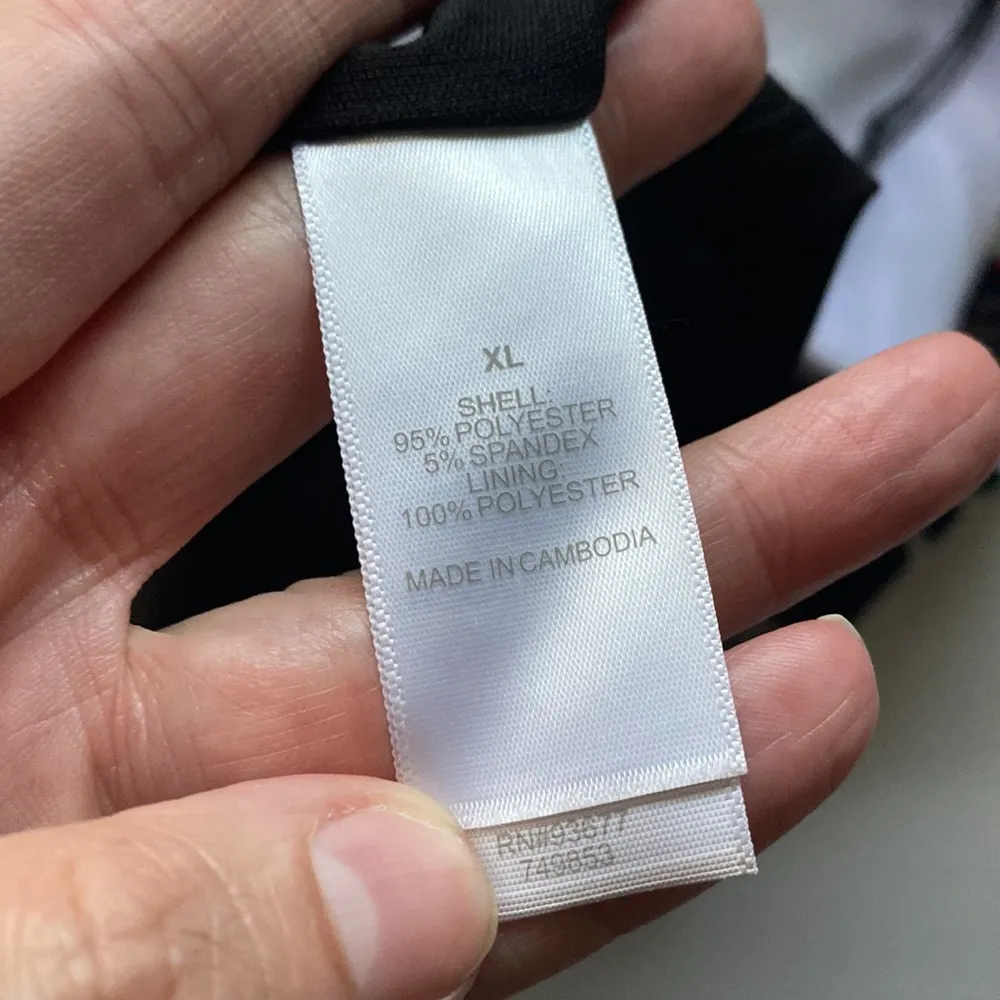 XL
SHELL:
95% POLYESTER
5% SPANDEX
LINING:
100% POLYESTER
MADE IN CAMBODIA
RN#93677
743853